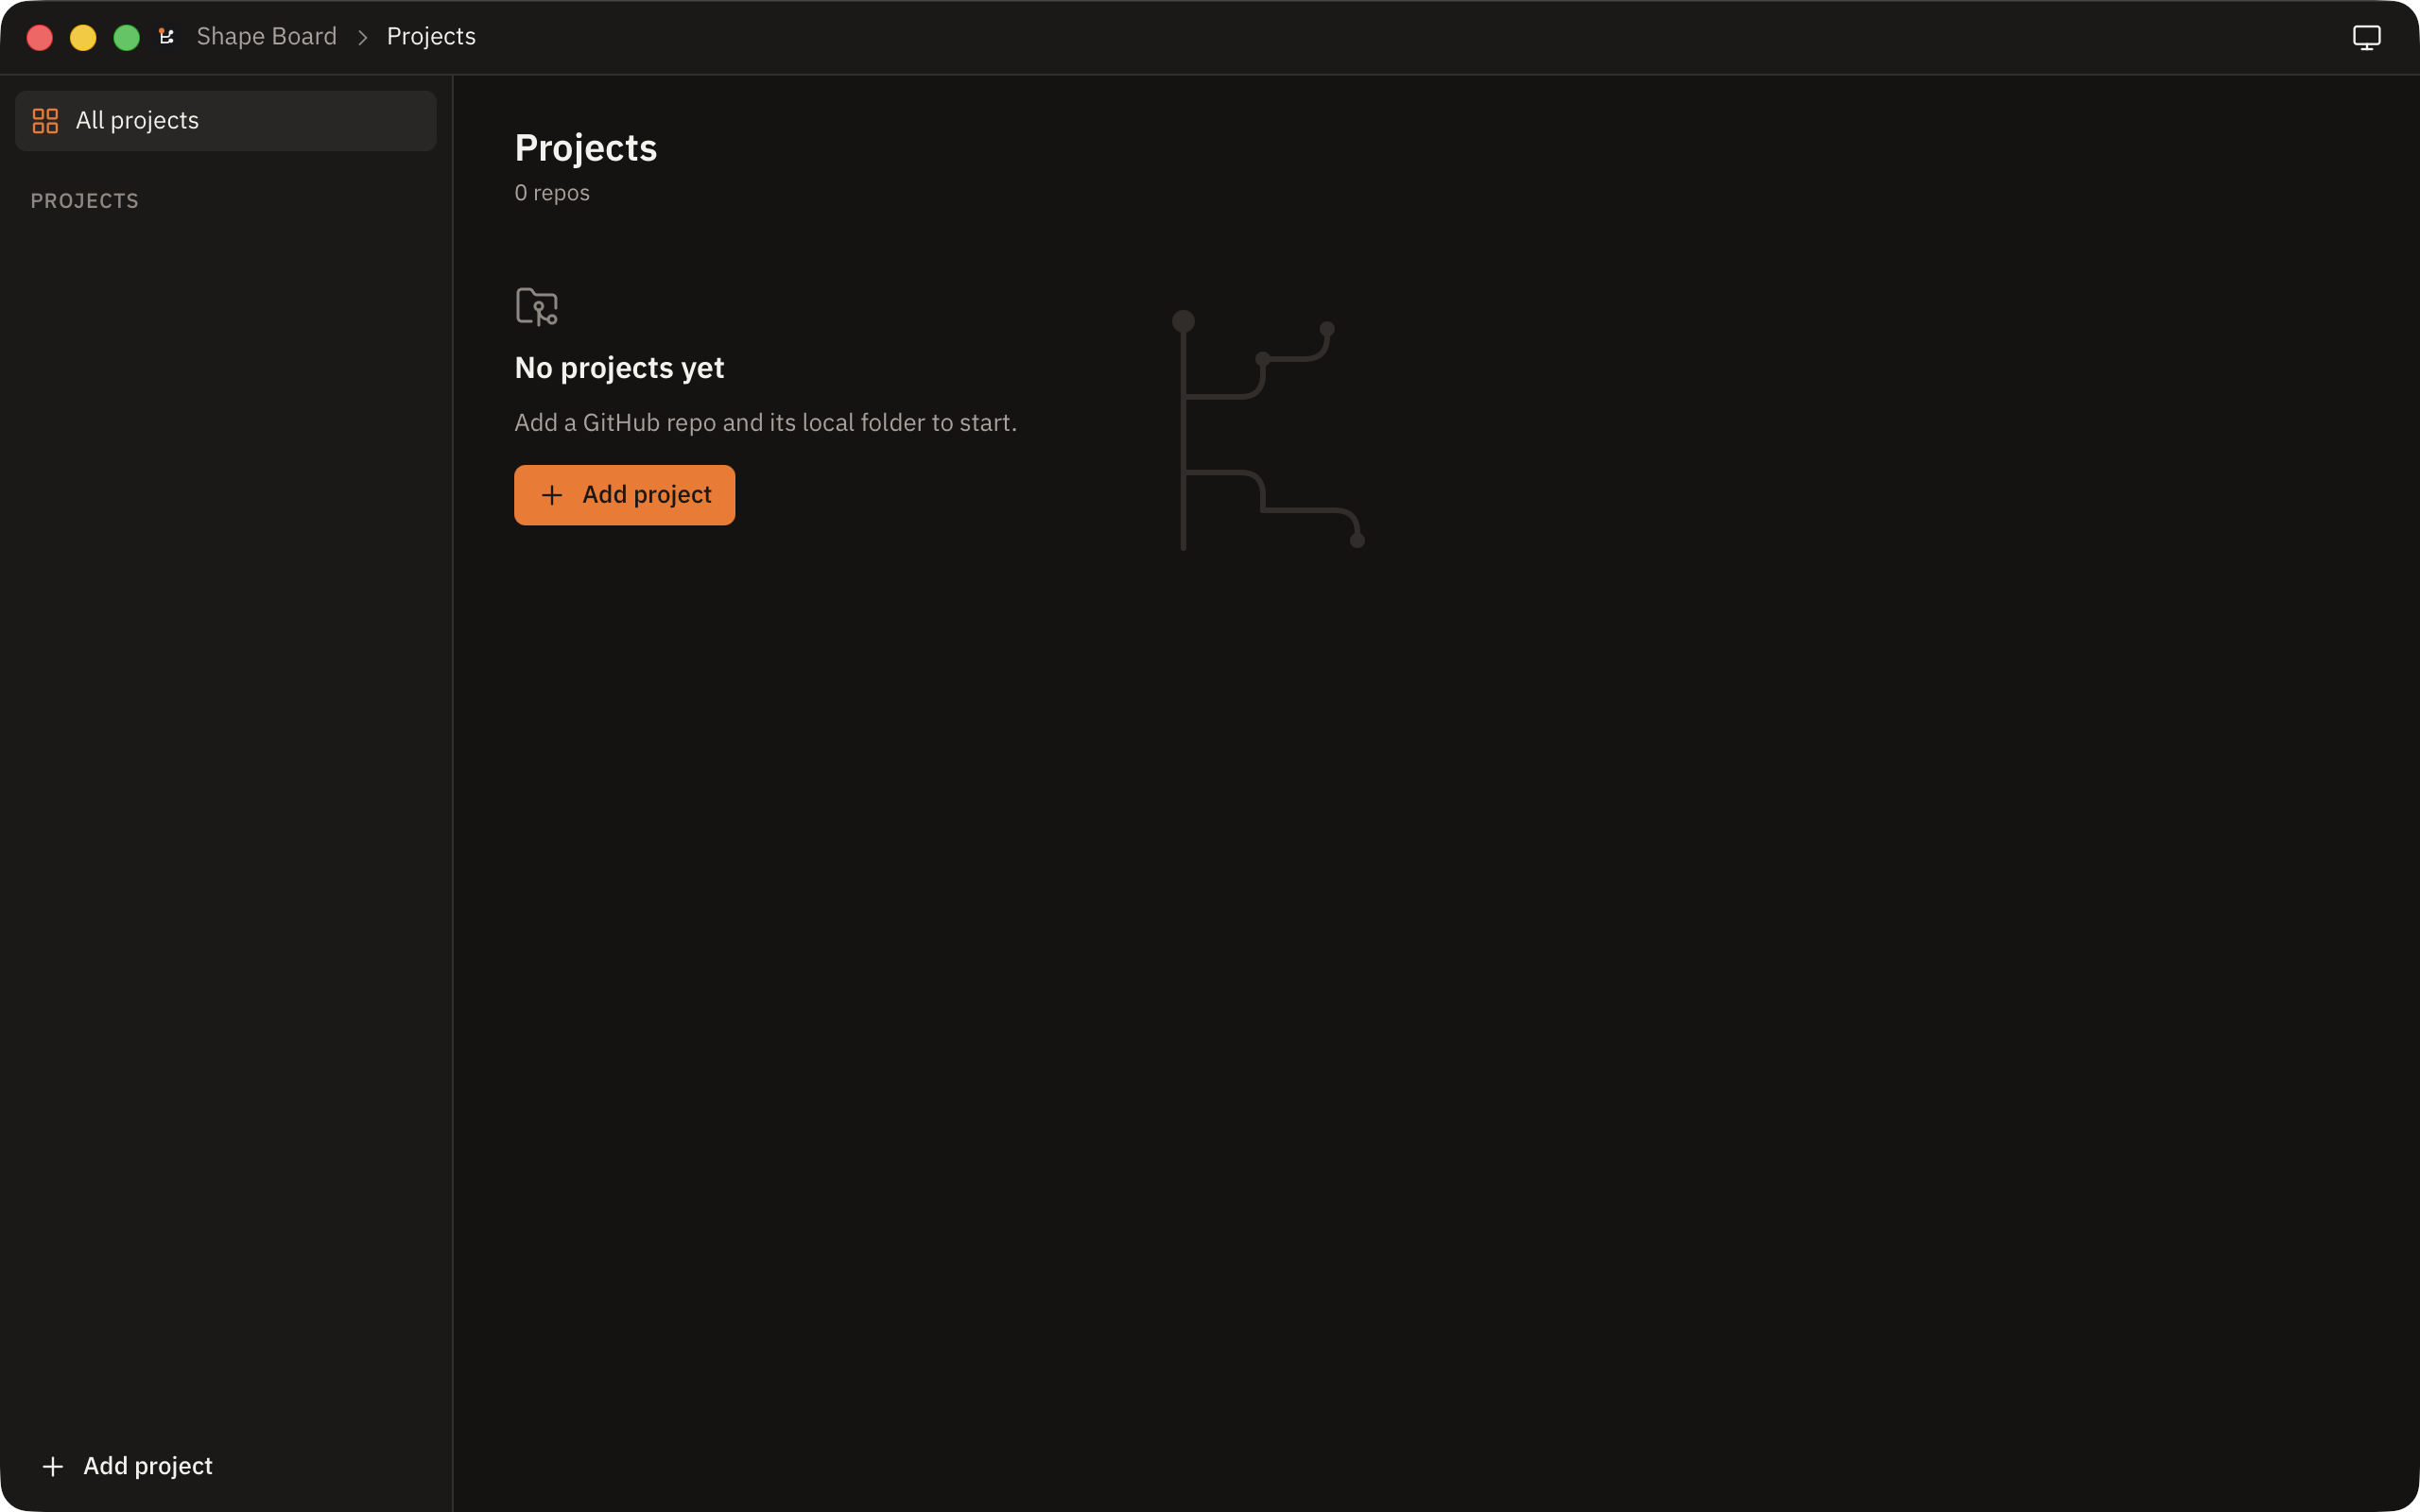 Shape Board > Projects
All projects
PROJECTS
Projects
0 repos
No projects yet
Add a GitHub repo and its local folder to start.
+ Add project
+ Add project